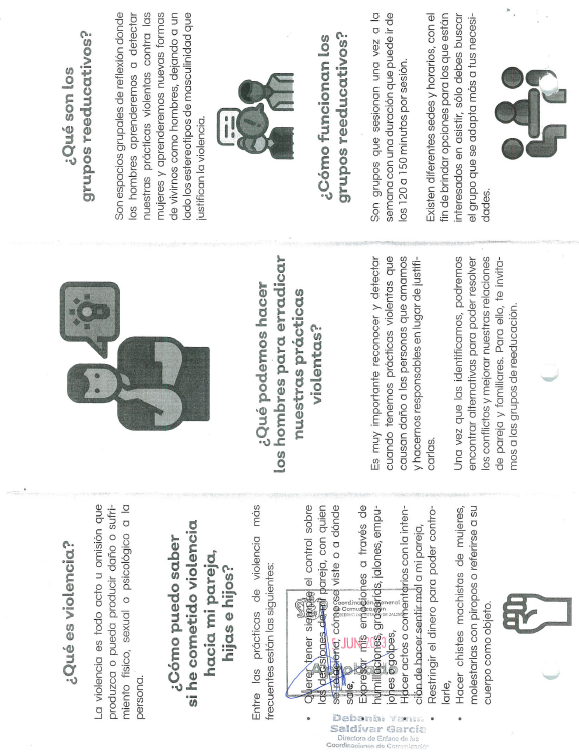 ¿Qué es violencia?
La violencia es todo acto u omisión que
produzca o pueda producir daño o sufri-
miento físico, sexual o psicológico a la
persona.
¿Cómo puedo saber
si he cometido violencia
hacia mi pareja,
hijas e hijos?
Entre las prácticas de violencia más
frecuentes están las siguientes:
• Querer tener siempre el control sobre
las decisiones de mi pareja, con quien
se relaciona, cómo se viste o a dónde
sale,
• Expresar mis emociones a través de
humillaciones, groserías, jalones, empu-
jones o golpes,
• Hacer actos o comentarios con la inten-
ción de hacer sentir mal a mi pareja,
• Restringir el dinero para poder contro-
larle,
• Hacer chistes machistas de mujeres,
molestarlas con piropos o referirse a su
cuerpo como objeto.
JUN
Debanhi
Saldívar García
Directora de Enlace de las
Coordinaciones de Comunicación
¿Qué podemos hacer
los hombres para erradicar
nuestras prácticas
violentas?
Es muy importante reconocer y detectar
cuando tenemos prácticas violentas que
causan daño a las personas que amamos
y hacernos responsables en lugar de justifi-
carlas.
Una vez que las identificamos, podremos
encontrar alternativas para poder resolver
los conflictos y mejorar nuestras relaciones
de pareja y familiares. Para ello, te invita-
mos a las grupos de reeducación.
¿Qué son los
grupos reeducativos?
Son espacios grupales de reflexión donde
los hombres aprenderemos a detectar
nuestras prácticas violentas contra las
mujeres y aprenderemos nuevas formas
de vivirnos como hombres, dejando a un
lado los estereotipos de masculinidad que
justifican la violencia.
¿Cómo funcionan los
grupos reeducativos?
Son grupos que sesionan una vez a la
semana con una duración que puede ir de
los 120 a 150 minutos por sesión.
Existen diferentes sedes y horarios, con el
fin de brindar opciones para los que están
interesados en asistir, sólo debes buscar
el grupo que se adapta más a tus necesi-
dades.